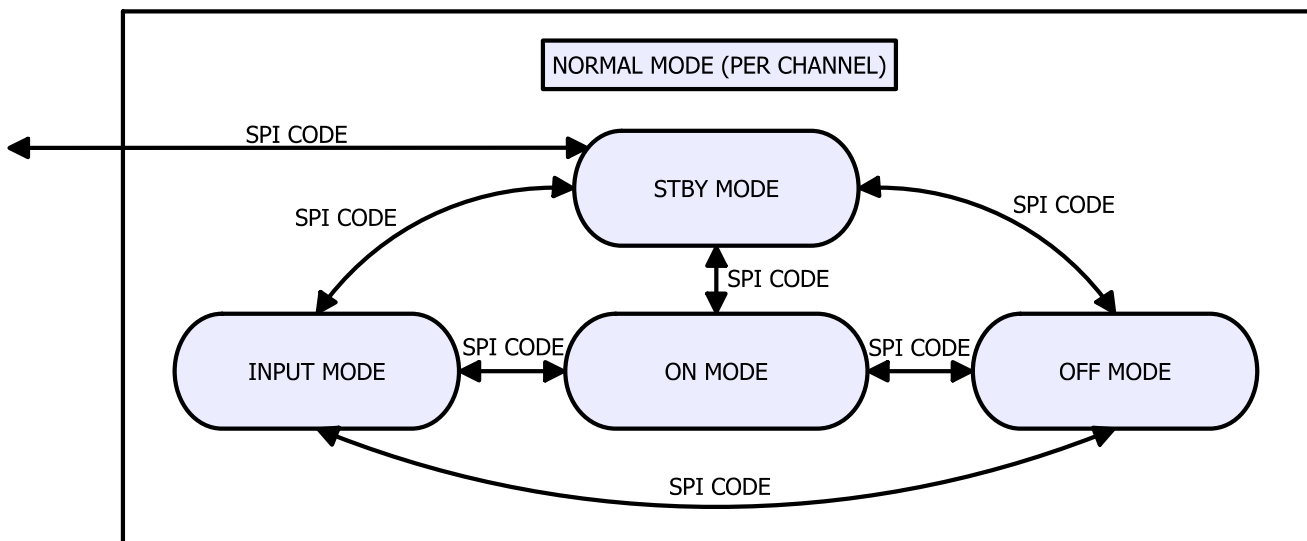 NORMAL MODE (PER CHANNEL)
SPI CODE
STBY MODE
SPI CODE
SPI CODE
SPI CODE
SPI CODE
SPI CODE
INPUT MODE
ON MODE
OFF MODE
SPI CODE